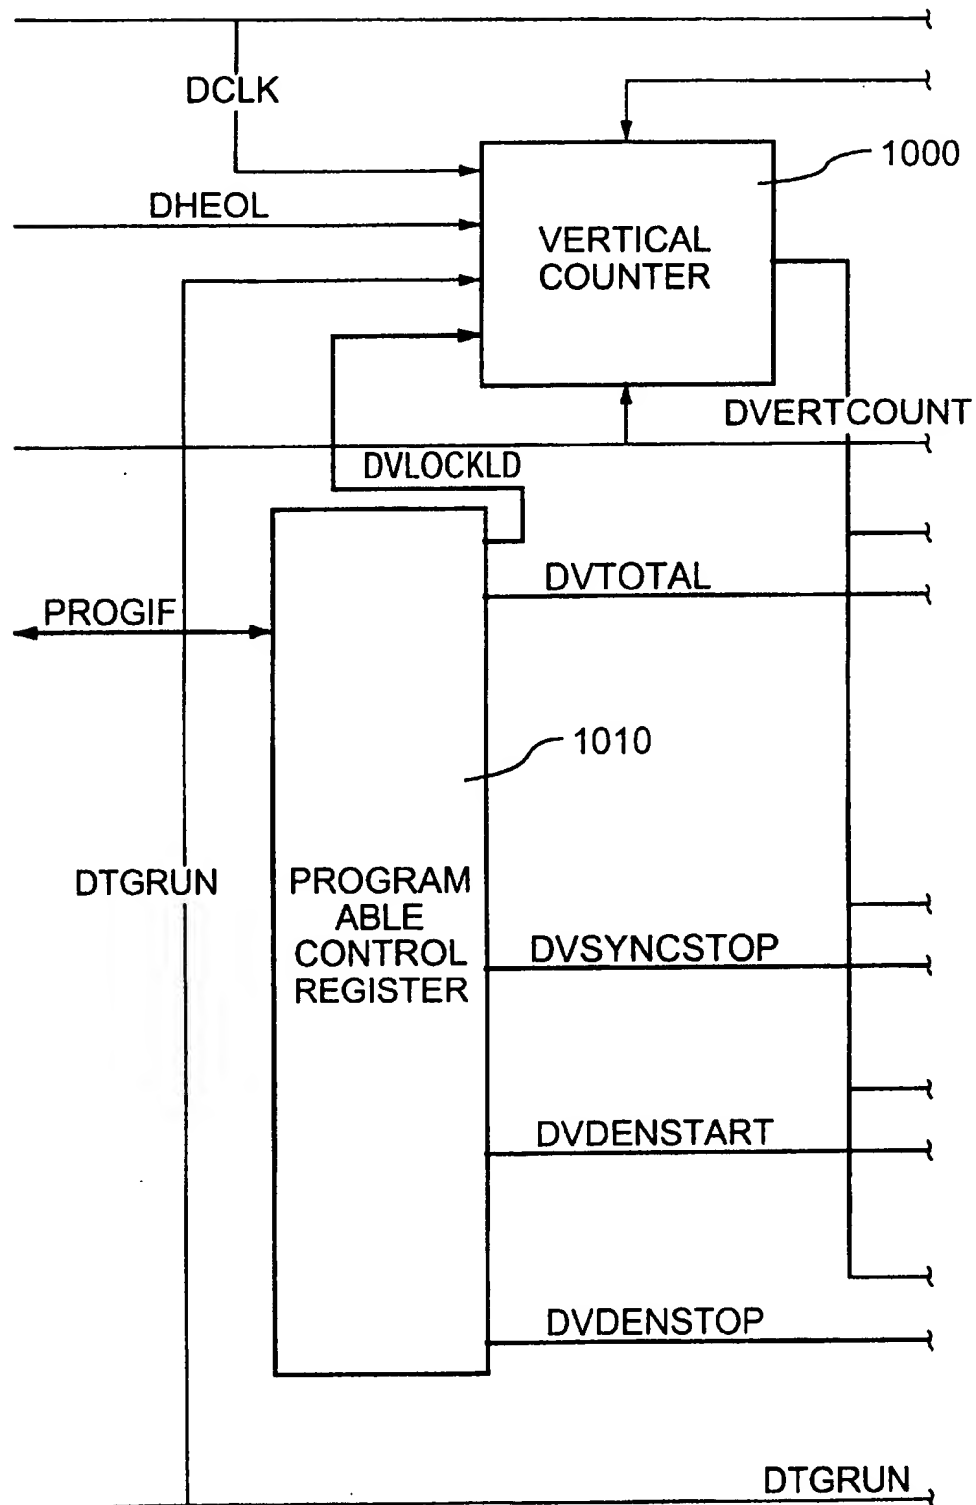 DCLK
1000
DHEOL
VERTICAL
COUNTER
DVERTCOUNT
DVLOCKLD
DVTOTAL
PROGIF
1010
DTGRUN
PROGRAM
ABLE
CONTROL
REGISTER
DVSYNCSTOP
DVDENSTART
DVDENSTOP
DTGRUN